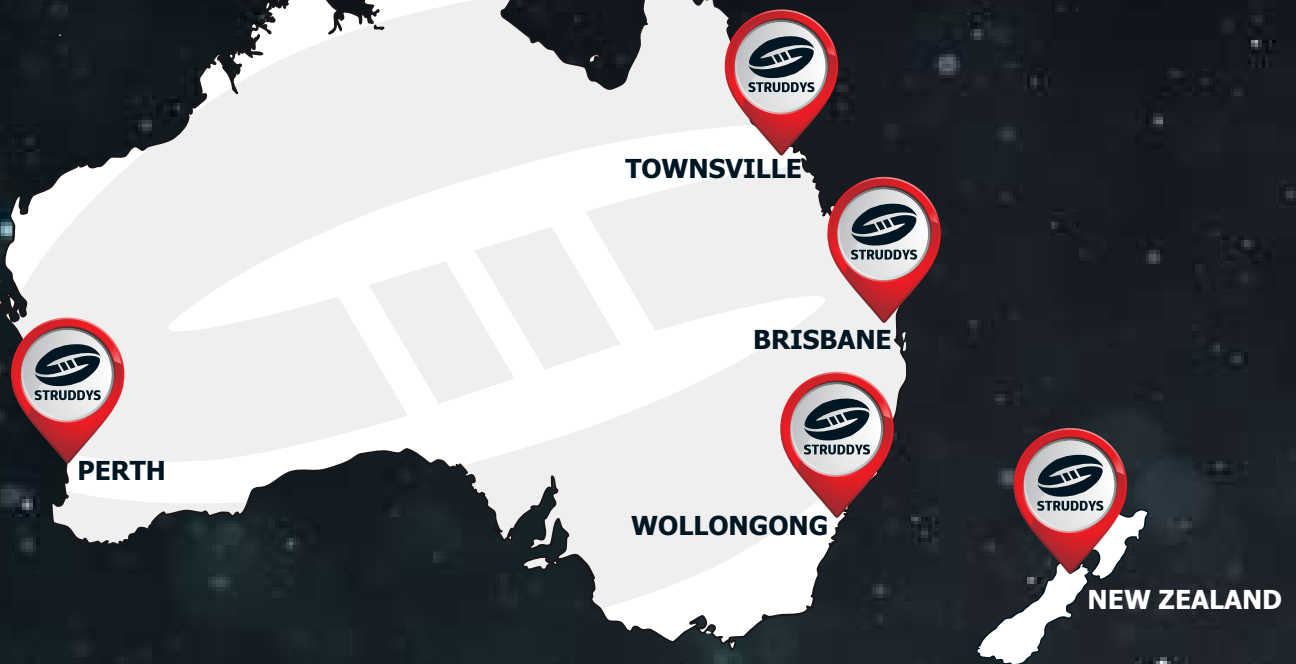 STRUDDYS
TOWNSVILLE
STRUDDYS
BRISBANE
STRUDDYS
PERTH
STRUDDYS
WOLLONGONG
STRUDDYS
NEW ZEALAND